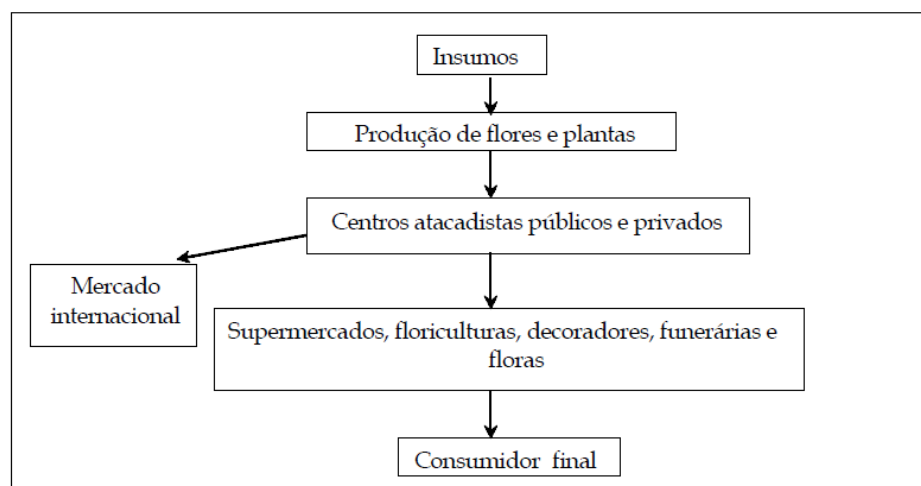 Insumos
Produção de flores e plantas
Centros atacadistas públicos e privados
Mercado
internacional
Supermercados, floriculturas, decoradores, funerárias e
floras
Consumidor final